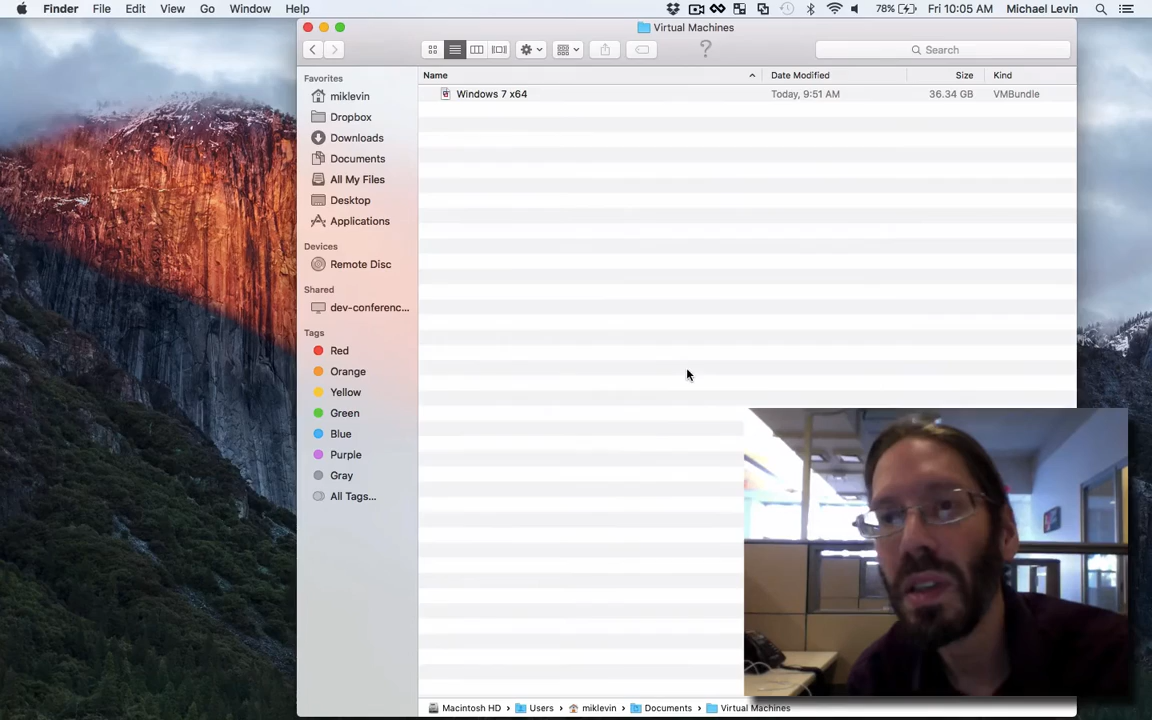 Finder File Edit View Go Window Help 78% Fri 10:05 AM Michael Levin
Virtual Machines
Search
Favorites
miklevin
Dropbox
Downloads
Documents
All My Files
Desktop
Applications
Devices
Remote Disc
Shared
dev-conferenc...
Tags
Red
Orange
Yellow
Green
Blue
Purple
Gray
All Tags...
Name Date Modified Size Kind
Windows 7 x64 Today, 9:51 AM 36.34 GB VMBundle
Macintosh HD Users miklevin Documents Virtual Machines